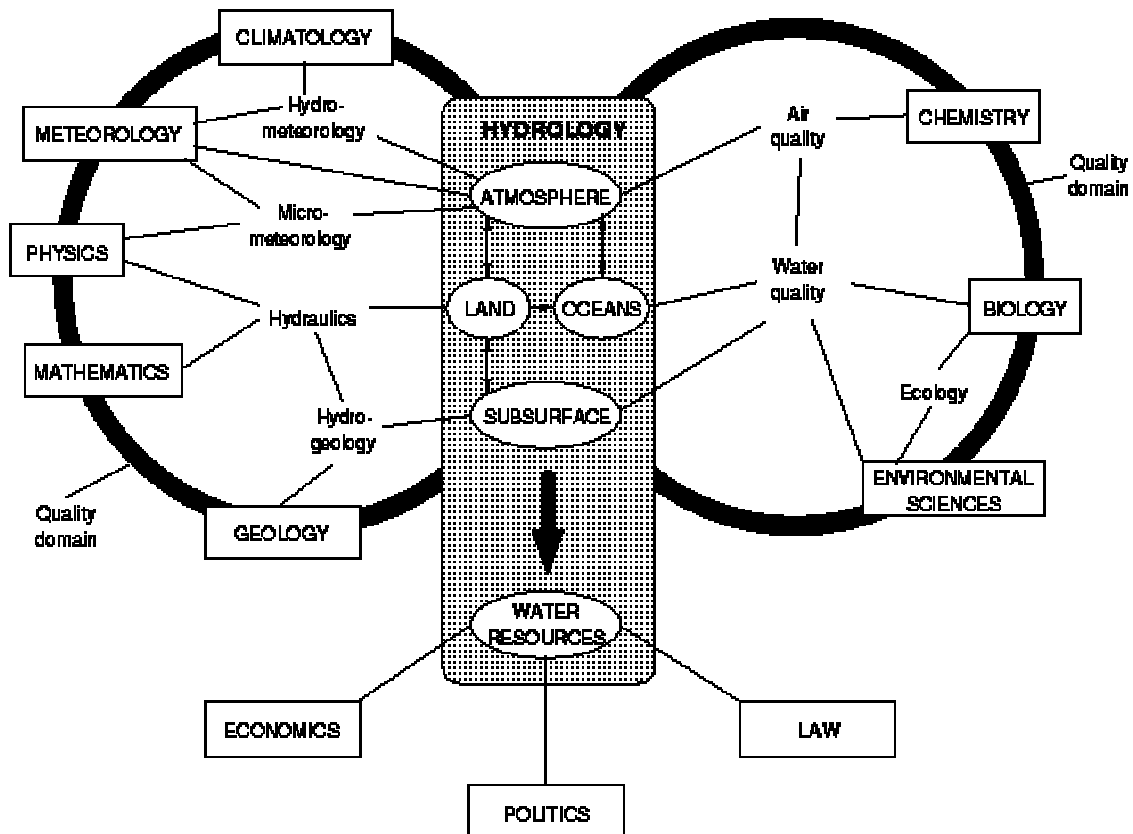 CLIMATOLOGY
Hydro-
meteorology
METEOROLOGY
Micro-
meteorology
PHYSICS
Hydraulics
MATHEMATICS
Hydro-
geology
Quality
domain
GEOLOGY
HYDROLOGY
ATMOSPHERE
LAND
OCEANS
SUBSURFACE
WATER
RESOURCES
Air
quality
CHEMISTRY
Quality
domain
Water
quality
BIOLOGY
Ecology
ENVIRONMENTAL
SCIENCES
ECONOMICS
LAW
POLITICS